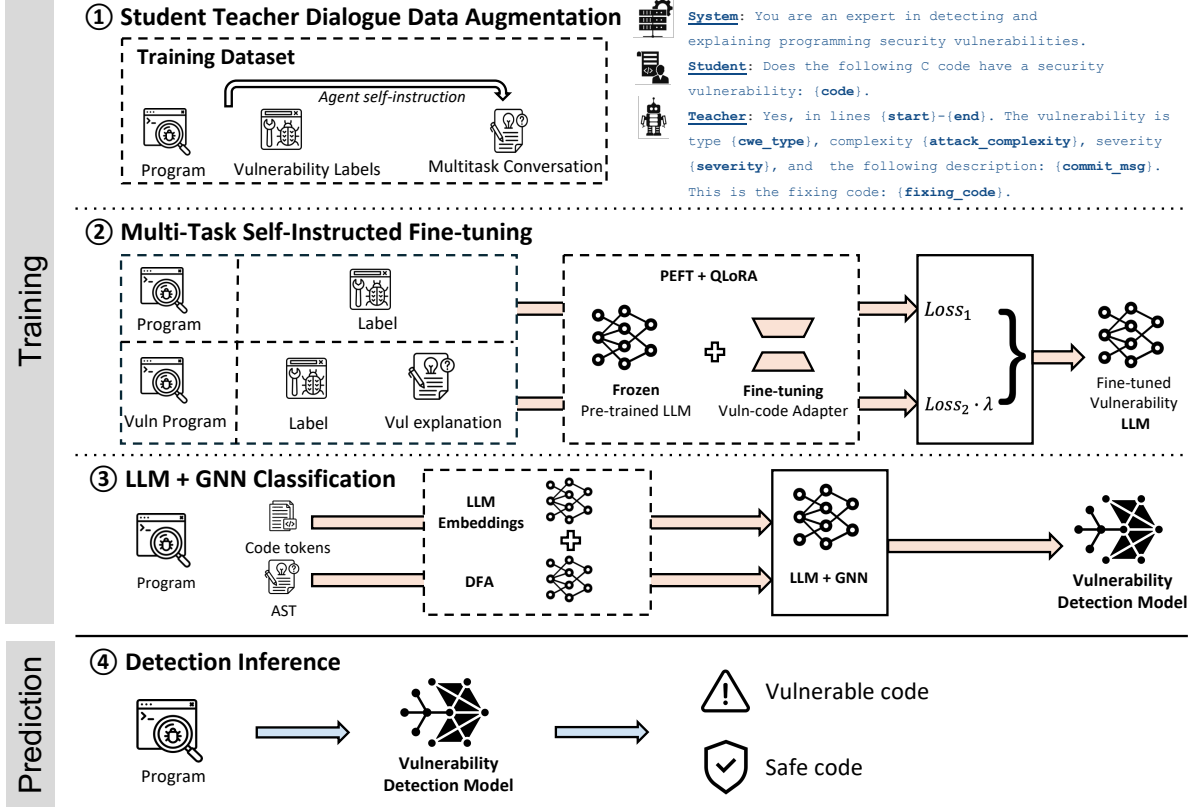 Training
① Student Teacher Dialogue Data Augmentation
Training Dataset
Agent self-instruction
Program
Vulnerability Labels
Multitask Conversation
System: You are an expert in detecting and
explaining programming security vulnerabilities.
Student: Does the following C code have a security
vulnerability: {code}.
Teacher: Yes, in lines {start}-{end}. The vulnerability is
type {cwe_type}, complexity {attack_complexity}, severity
{severity}, and the following description: {commit_msg}.
This is the fixing code: {fixing_code}.
② Multi-Task Self-Instructed Fine-tuning
Program
Label
Vuln Program
Label
Vul explanation
PEFT + QLoRA
Frozen
Pre-trained LLM
Fine-tuning
Vuln-code Adapter
Loss₁
Loss₂ · λ
Fine-tuned
Vulnerability
LLM
③ LLM + GNN Classification
Program
Code tokens
AST
LLM
Embeddings
DFA
LLM + GNN
Vulnerability
Detection Model
Prediction
④ Detection Inference
Program
Vulnerability
Detection Model
Vulnerable code
Safe code